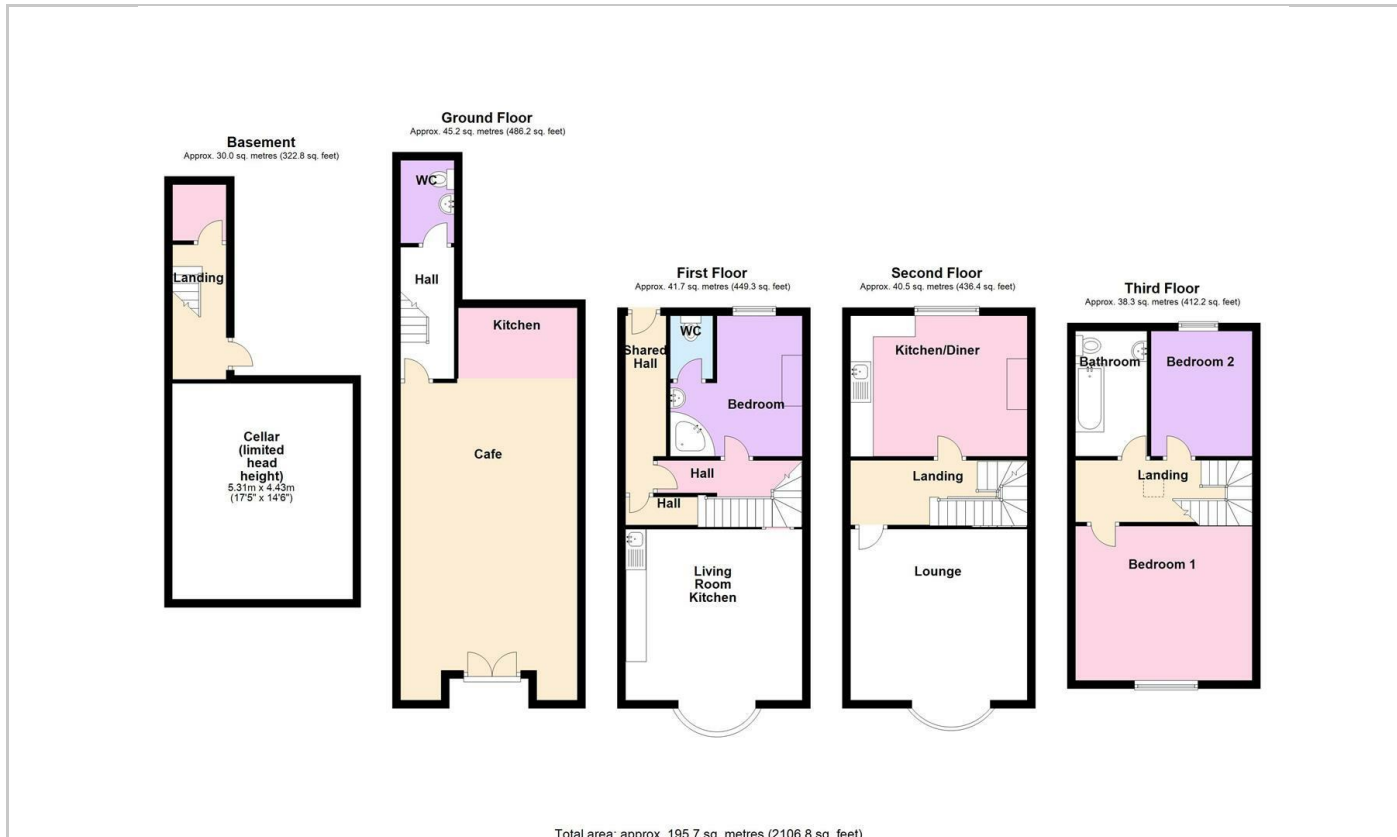 Basement
Approx. 30.0 sq. metres (322.8 sq. feet)
Landing
Cellar
(limited
head
height)
5.31m x 4.43m
(17'5" x 14'6")
Ground Floor
Approx. 45.2 sq. metres (486.2 sq. feet)
WC
Hall
Kitchen
Cafe
First Floor
Approx. 41.7 sq. metres (449.3 sq. feet)
WC
Shared
Hall
Bedroom
Hall
Hall
Living
Room
Kitchen
Second Floor
Approx. 40.5 sq. metres (436.4 sq. feet)
Kitchen/Diner
Landing
Lounge
Third Floor
Approx. 38.3 sq. metres (412.2 sq. feet)
Bathroom
Bedroom 2
Landing
Bedroom 1
Total area: approx. 195.7 sq. metres (2106.8 sq. feet)